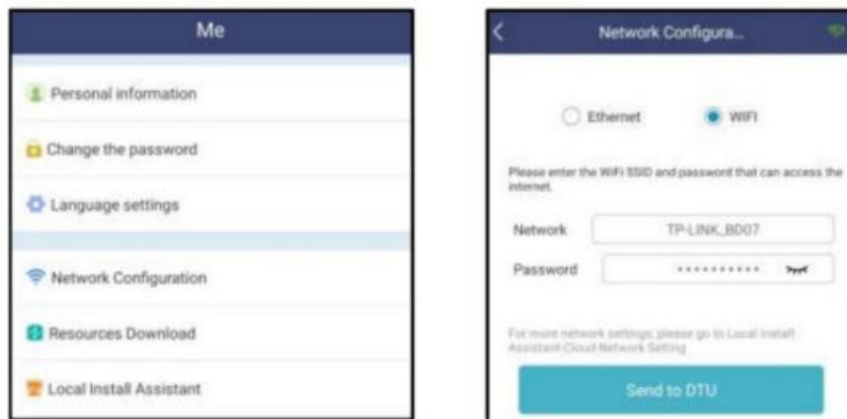 Me
Personal information
Change the password
Language settings
Network Configuration
Resources Download
Local Install Assistant
Network Configura...
Ethernet
WIFI
Please enter the WiFi SSID and password that can access the
internet.
Network TP-LINK_BD07
Password **********
For more network settings, please go to Local Install
Assistant-Cloud-Network Setting
Send to DTU